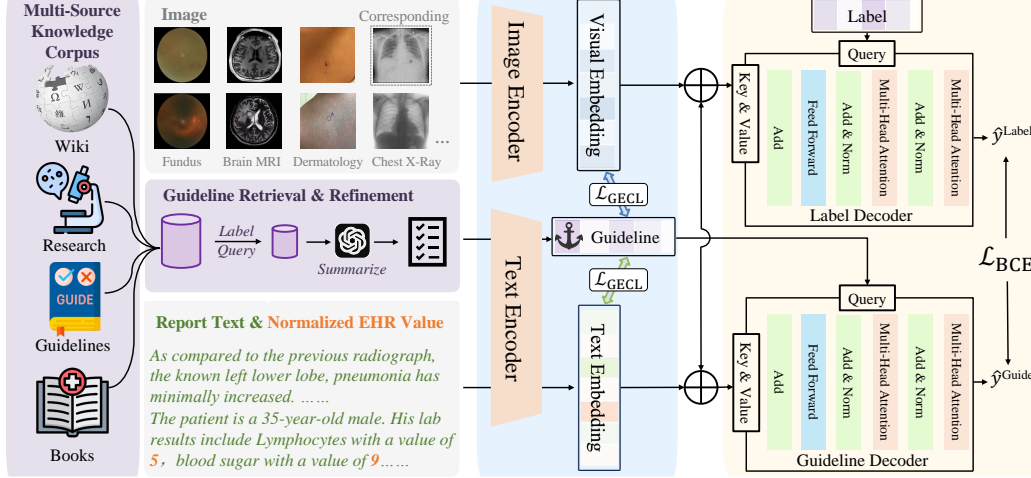 Multi-Source
Knowledge
Corpus
Wiki
Research
GUIDE
Guidelines
Books
Image
Corresponding
Fundus
Brain MRI
Dermatology
Chest X-Ray
...
Guideline Retrieval & Refinement
Label
Query
Summarize
Report Text & Normalized EHR Value
As compared to the previous radiograph,
the known left lower lobe, pneumonia has
minimally increased. ……
The patient is a 35-year-old male. His lab
results include Lymphocytes with a value of
5，blood sugar with a value of 9……
Image Encoder
Text Encoder
Visual Embedding
ℒGECL
Guideline
ℒGECL
Text Embedding
Label
Query
Key & Value
Add
Feed Forward
Add & Norm
Multi-Head Attention
Add & Norm
Multi-Head Attention
Label Decoder
ŷLabel
ℒBCE
Query
Key & Value
Add
Feed Forward
Add & Norm
Multi-Head Attention
Add & Norm
Multi-Head Attention
Guideline Decoder
ŷGuide